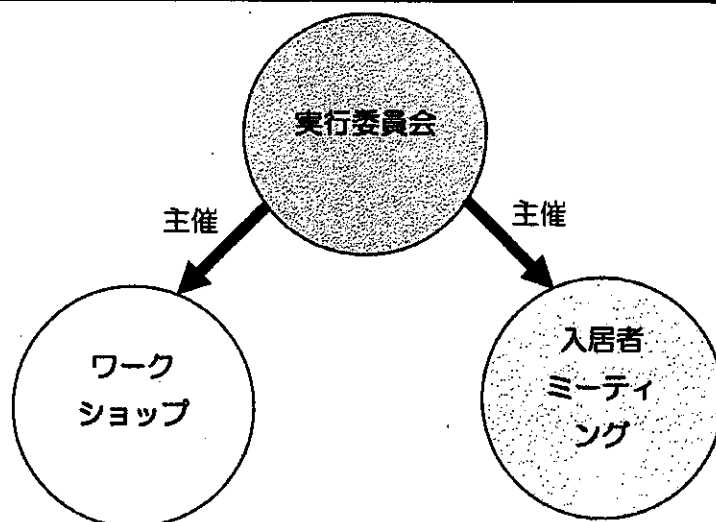 実行委員会
主催
主催
ワーク
ショップ
入居者
ミーティ
ング